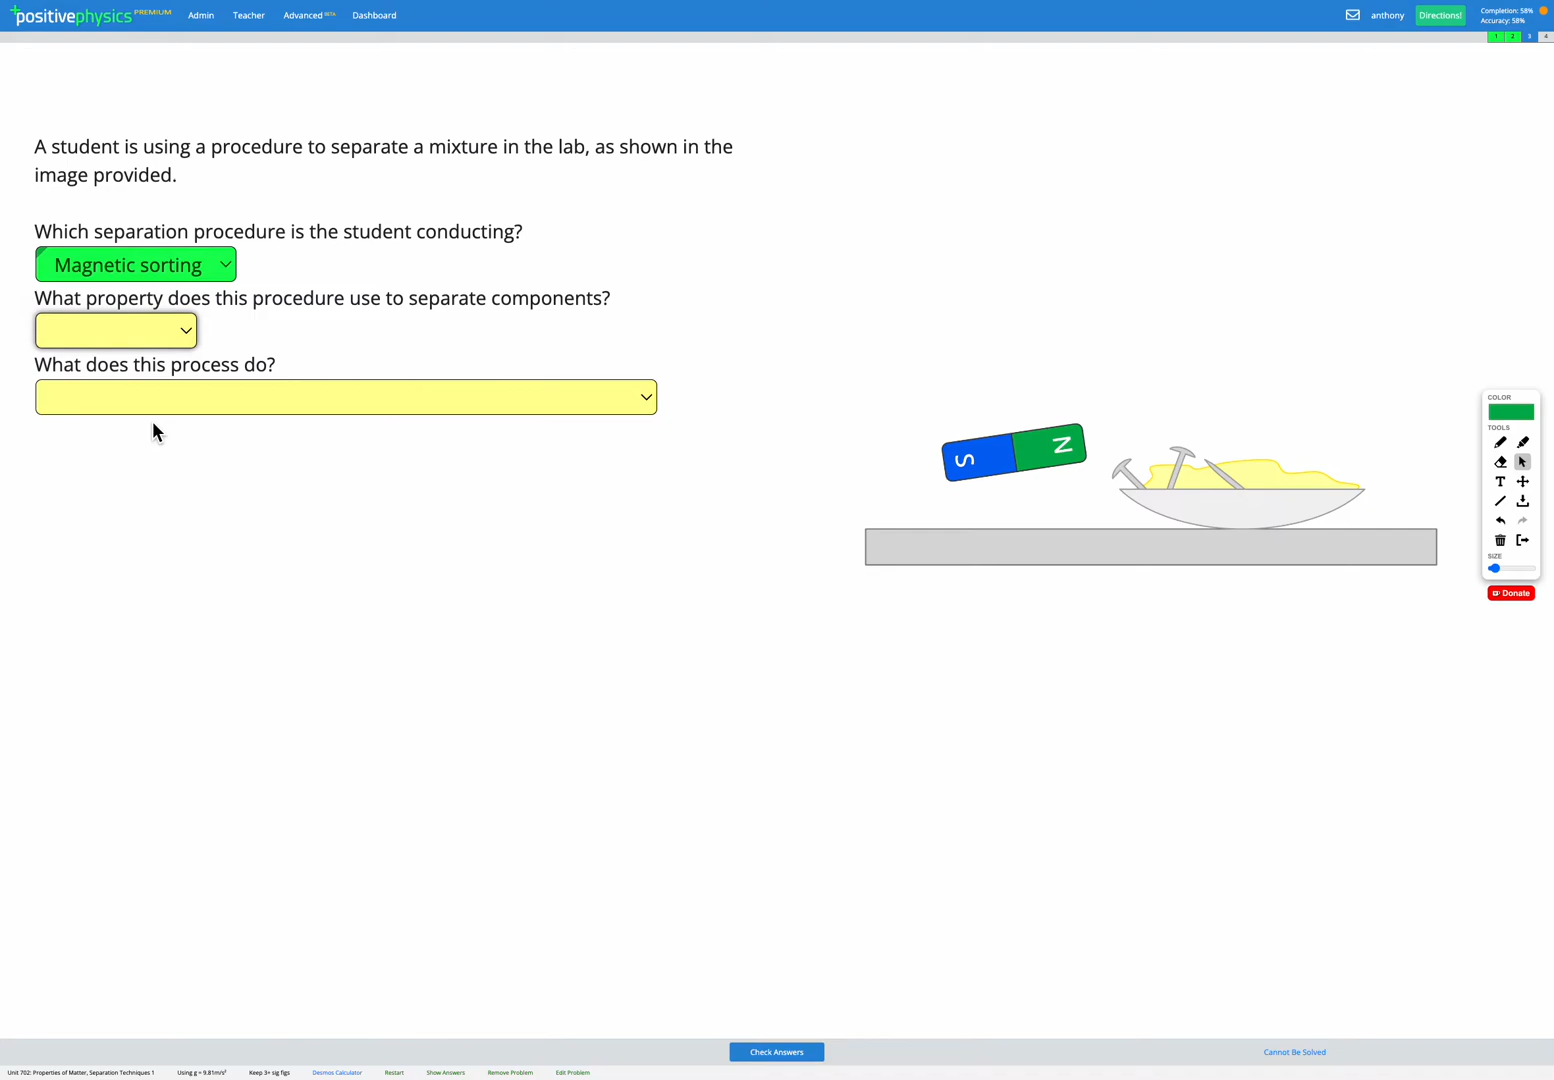 +positivephysics PREMIUM Admin Teacher Advanced BETA Dashboard anthony Directions! Completion: 58%
Accuracy: 58%
1 2 3 4
A student is using a procedure to separate a mixture in the lab, as shown in the
image provided.
Which separation procedure is the student conducting?
Magnetic sorting
What property does this procedure use to separate components?
What does this process do?
S N
COLOR
TOOLS
T
SIZE
Donate
Check Answers Cannot Be Solved
Unit 702: Properties of Matter, Separation Techniques 1 Using g = 9.81m/s² Keep 3+ sig figs Desmos Calculator Restart Show Answers Remove Problem Edit Problem